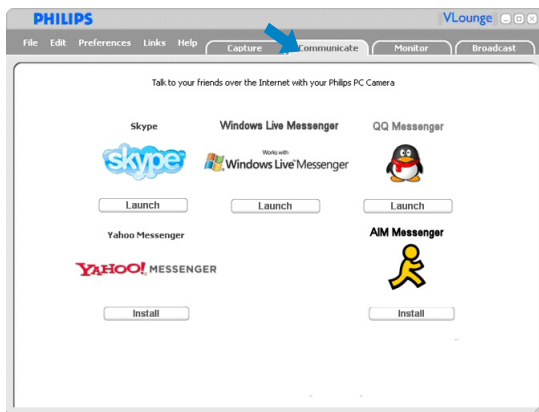 PHILIPS VLounge
File Edit Preferences Links Help Capture Communicate Monitor Broadcast
Talk to your friends over the Internet with your Philips PC Camera
Skype Windows Live Messenger QQ Messenger
skype
Works with
Windows Live Messenger
Launch Launch Launch
Yahoo Messenger AIM Messenger
YAHOO! MESSENGER
Install Install